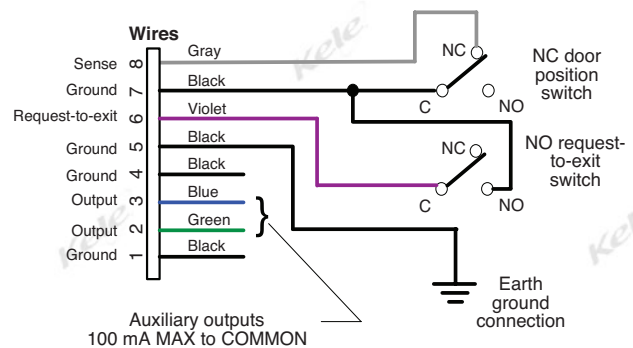 Wires
Sense 8 Gray
Ground 7 Black
Request-to-exit 6 Violet
Ground 5 Black
Ground 4 Black
Output 3 Blue
Output 2 Green
Ground 1 Black
NC
C
NO
NC door
position
switch
NC
C
NO
NO request-
to-exit
switch
}
Earth
ground
connection
Auxiliary outputs
100 mA MAX to COMMON
Kele
Kele
Kele
Kele